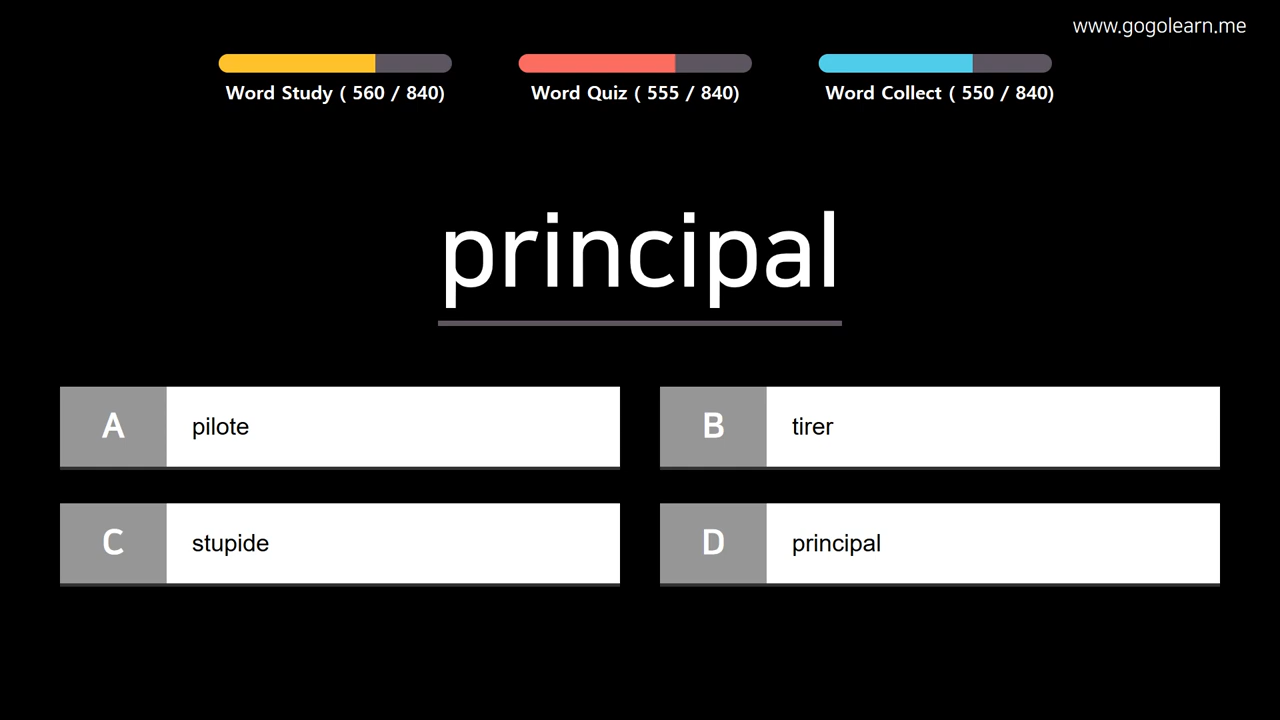 www.gogolearn.me
Word Study ( 560 / 840)
Word Quiz ( 555 / 840)
Word Collect ( 550 / 840)
principal
A pilote
B tirer
C stupide
D principal